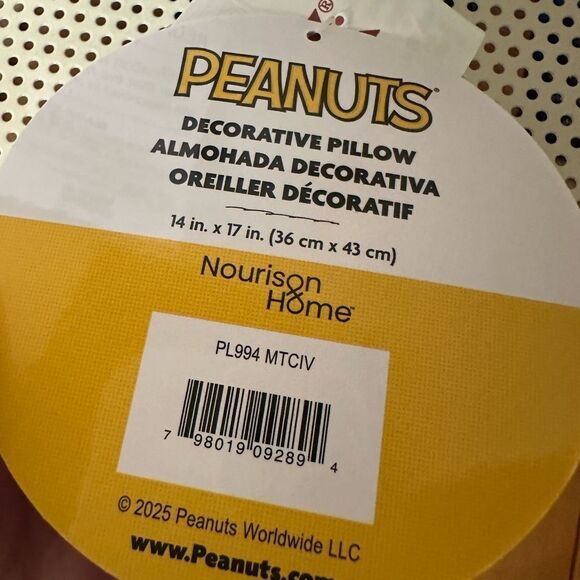 ®
PEANUTS®
DECORATIVE PILLOW
ALMOHADA DECORATIVA
OREILLER DÉCORATIF
14 in. x 17 in. (36 cm x 43 cm)
Nourison
& Home™
PL994 MTCIV
7 98019 09289 4
© 2025 Peanuts Worldwide LLC
www.Peanuts.com